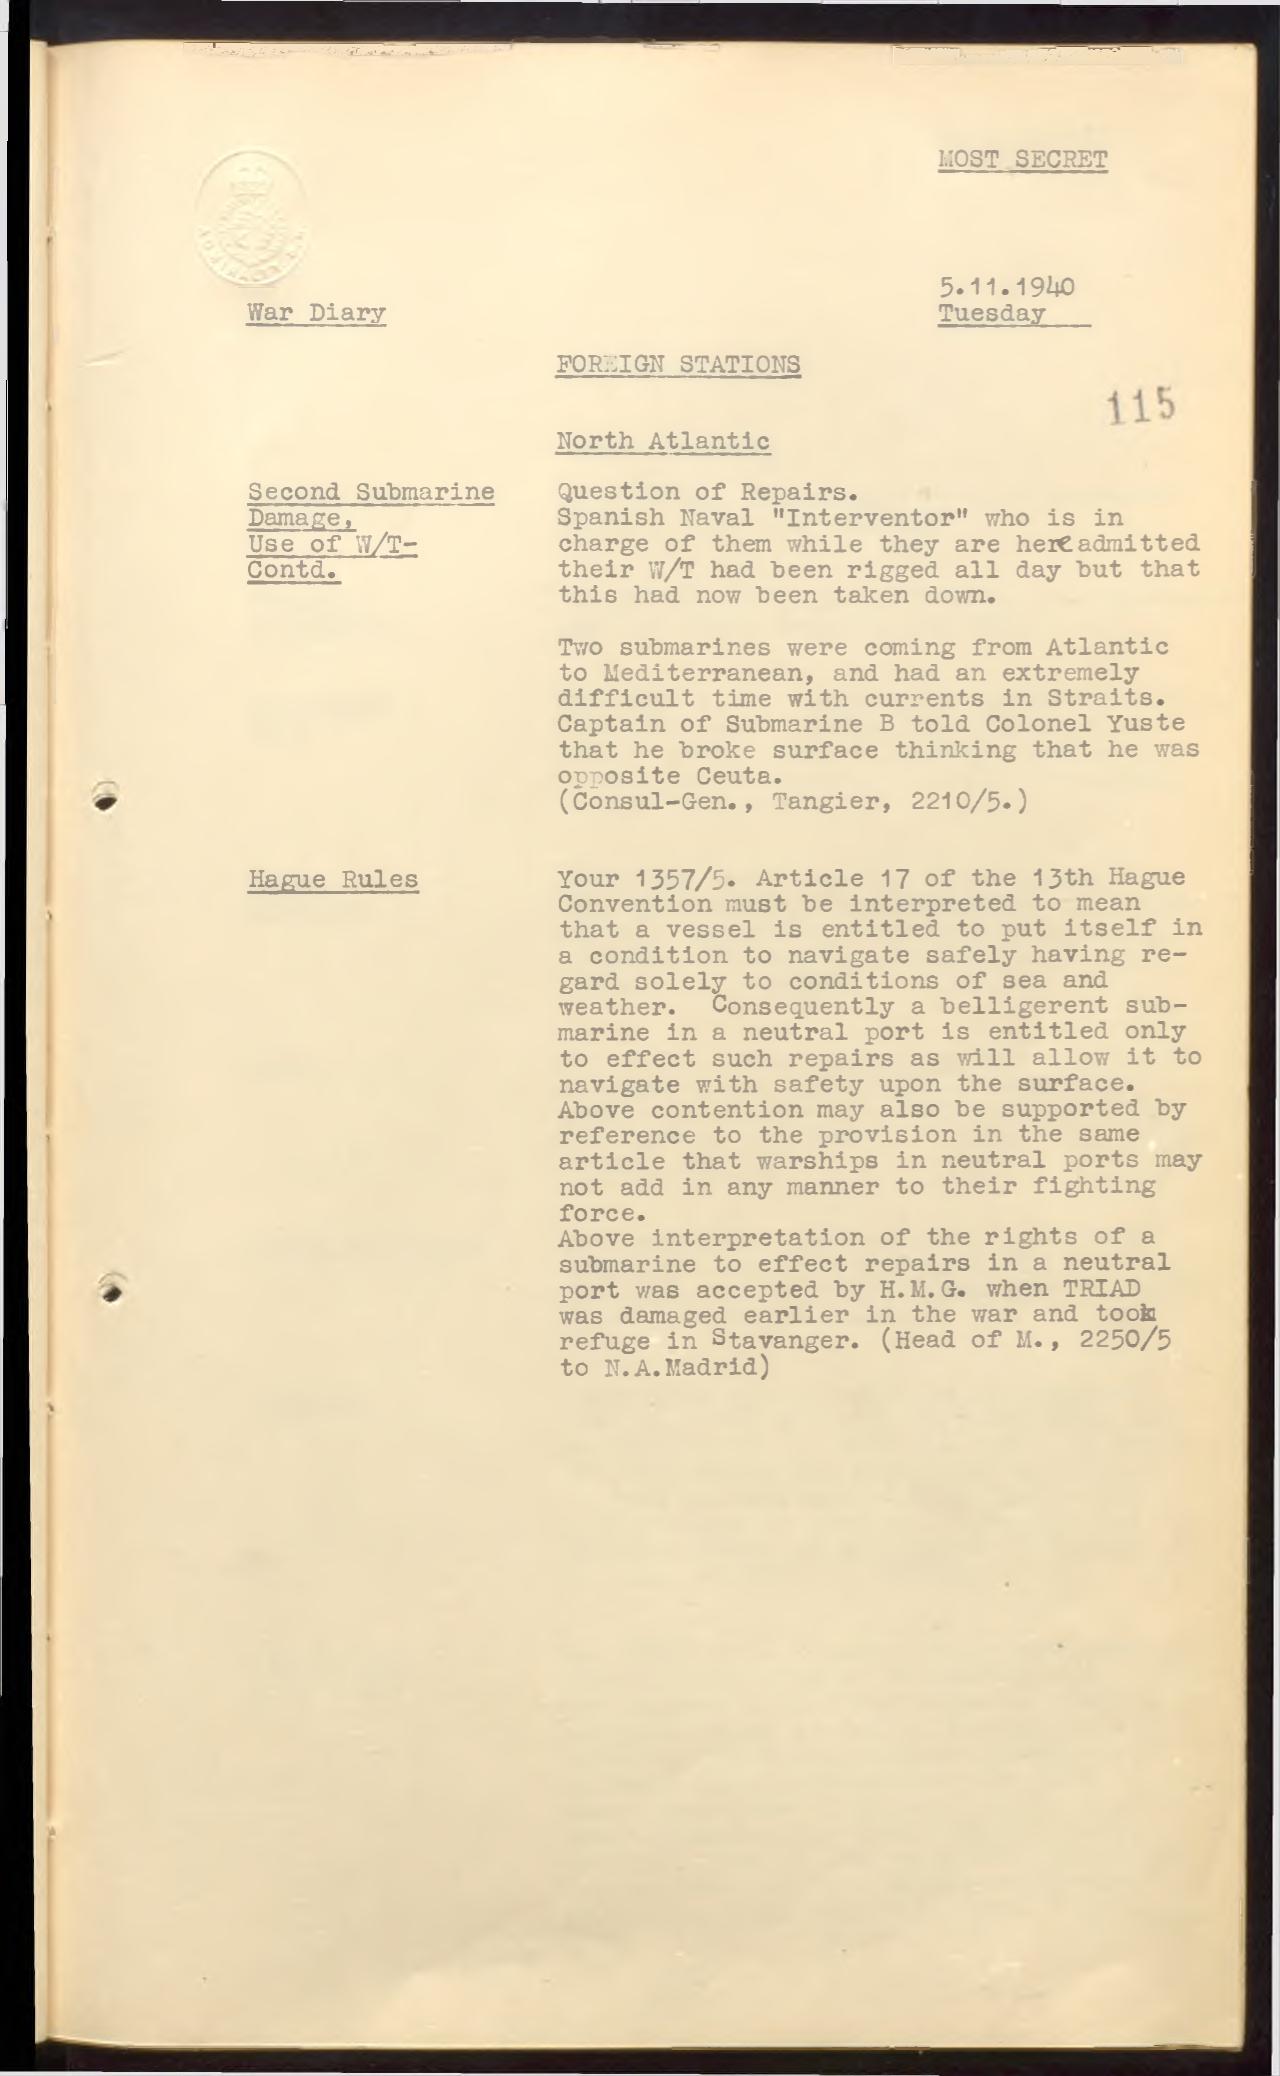 MOST SECRET
5.11.1940
War Diary
Tuesday
FOREIGN STATIONS
115
North Atlantic
Second Submarine
Damage,
Use of W/T-
Contd.
Question of Repairs.
Spanish Naval "Interventor" who is in
charge of them while they are here admitted
their W/T had been rigged all day but that
this had now been taken down.
Two submarines were coming from Atlantic
to Mediterranean, and had an extremely
difficult time with currents in Straits.
Captain of Submarine B told Colonel Yuste
that he broke surface thinking that he was
opposite Ceuta.
(Consul-Gen., Tangier, 2210/5.)
Hague Rules
Your 1357/5. Article 17 of the 13th Hague
Convention must be interpreted to mean
that a vessel is entitled to put itself in
a condition to navigate safely having re-
gard solely to conditions of sea and
weather. Consequently a belligerent sub-
marine in a neutral port is entitled only
to effect such repairs as will allow it to
navigate with safety upon the surface.
Above contention may also be supported by
reference to the provision in the same
article that warships in neutral ports may
not add in any manner to their fighting
force.
Above interpretation of the rights of a
submarine to effect repairs in a neutral
port was accepted by H.M.G. when TRIAD
was damaged earlier in the war and took
refuge in Stavanger. (Head of M., 2250/5
to N.A.Madrid)